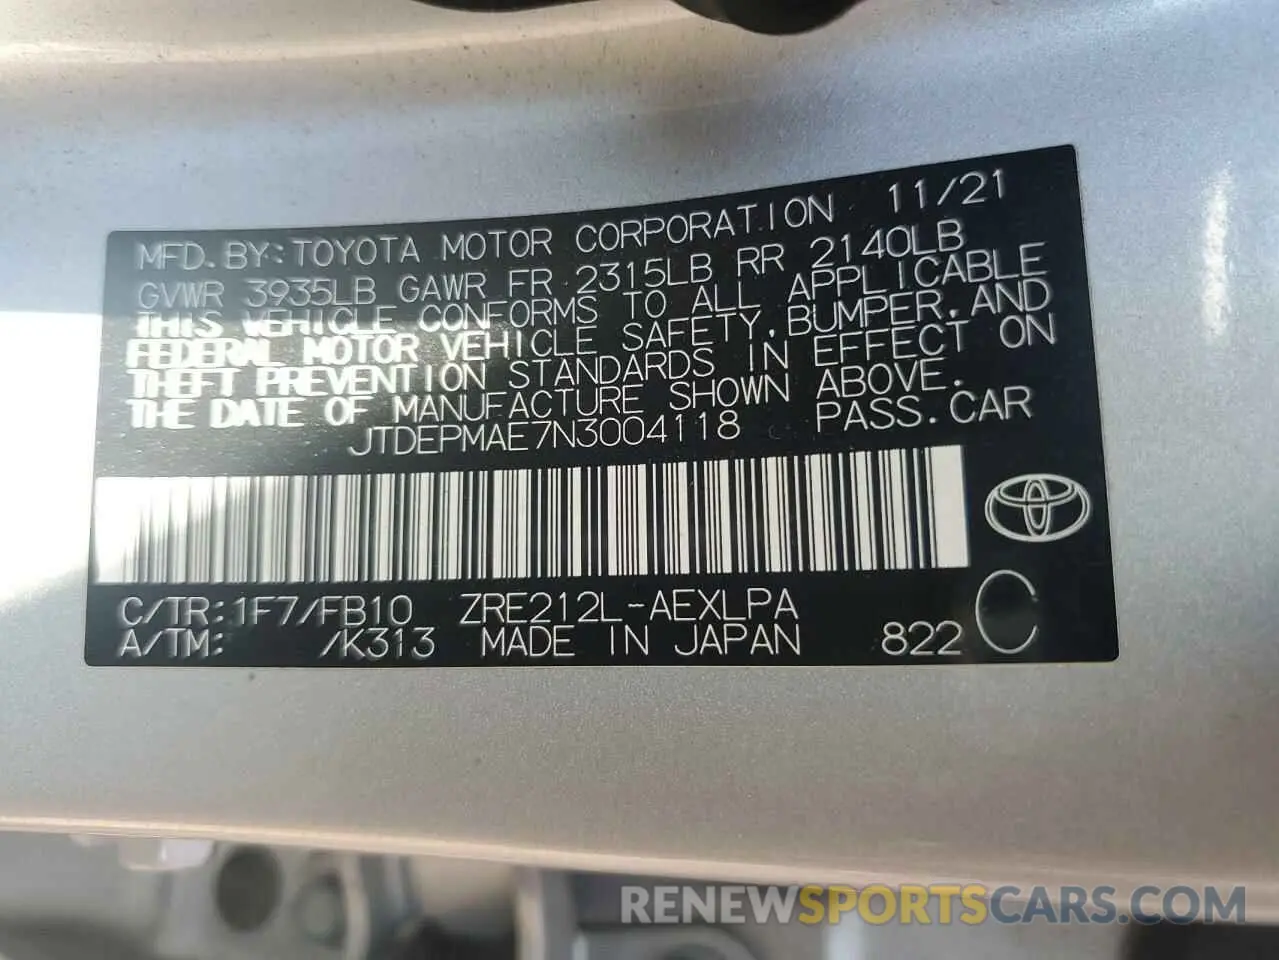 MFD. BY: TOYOTA MOTOR CORPORATION 11/21
GVWR 3935LB GAWR FR 2315LB RR 2140LB
THIS VEHICLE CONFORMS TO ALL APPLICABLE
FEDERAL MOTOR VEHICLE SAFETY, BUMPER, AND
THEFT PREVENTION STANDARDS IN EFFECT ON
THE DATE OF MANUFACTURE SHOWN ABOVE.
JTDEPMAE7N3004118 PASS. CAR
C/TR: 1F7/FB10 ZRE212L-AEXLPA
A/TM: /K313 MADE IN JAPAN 822 C
RENEWSPORTSCARS.COM